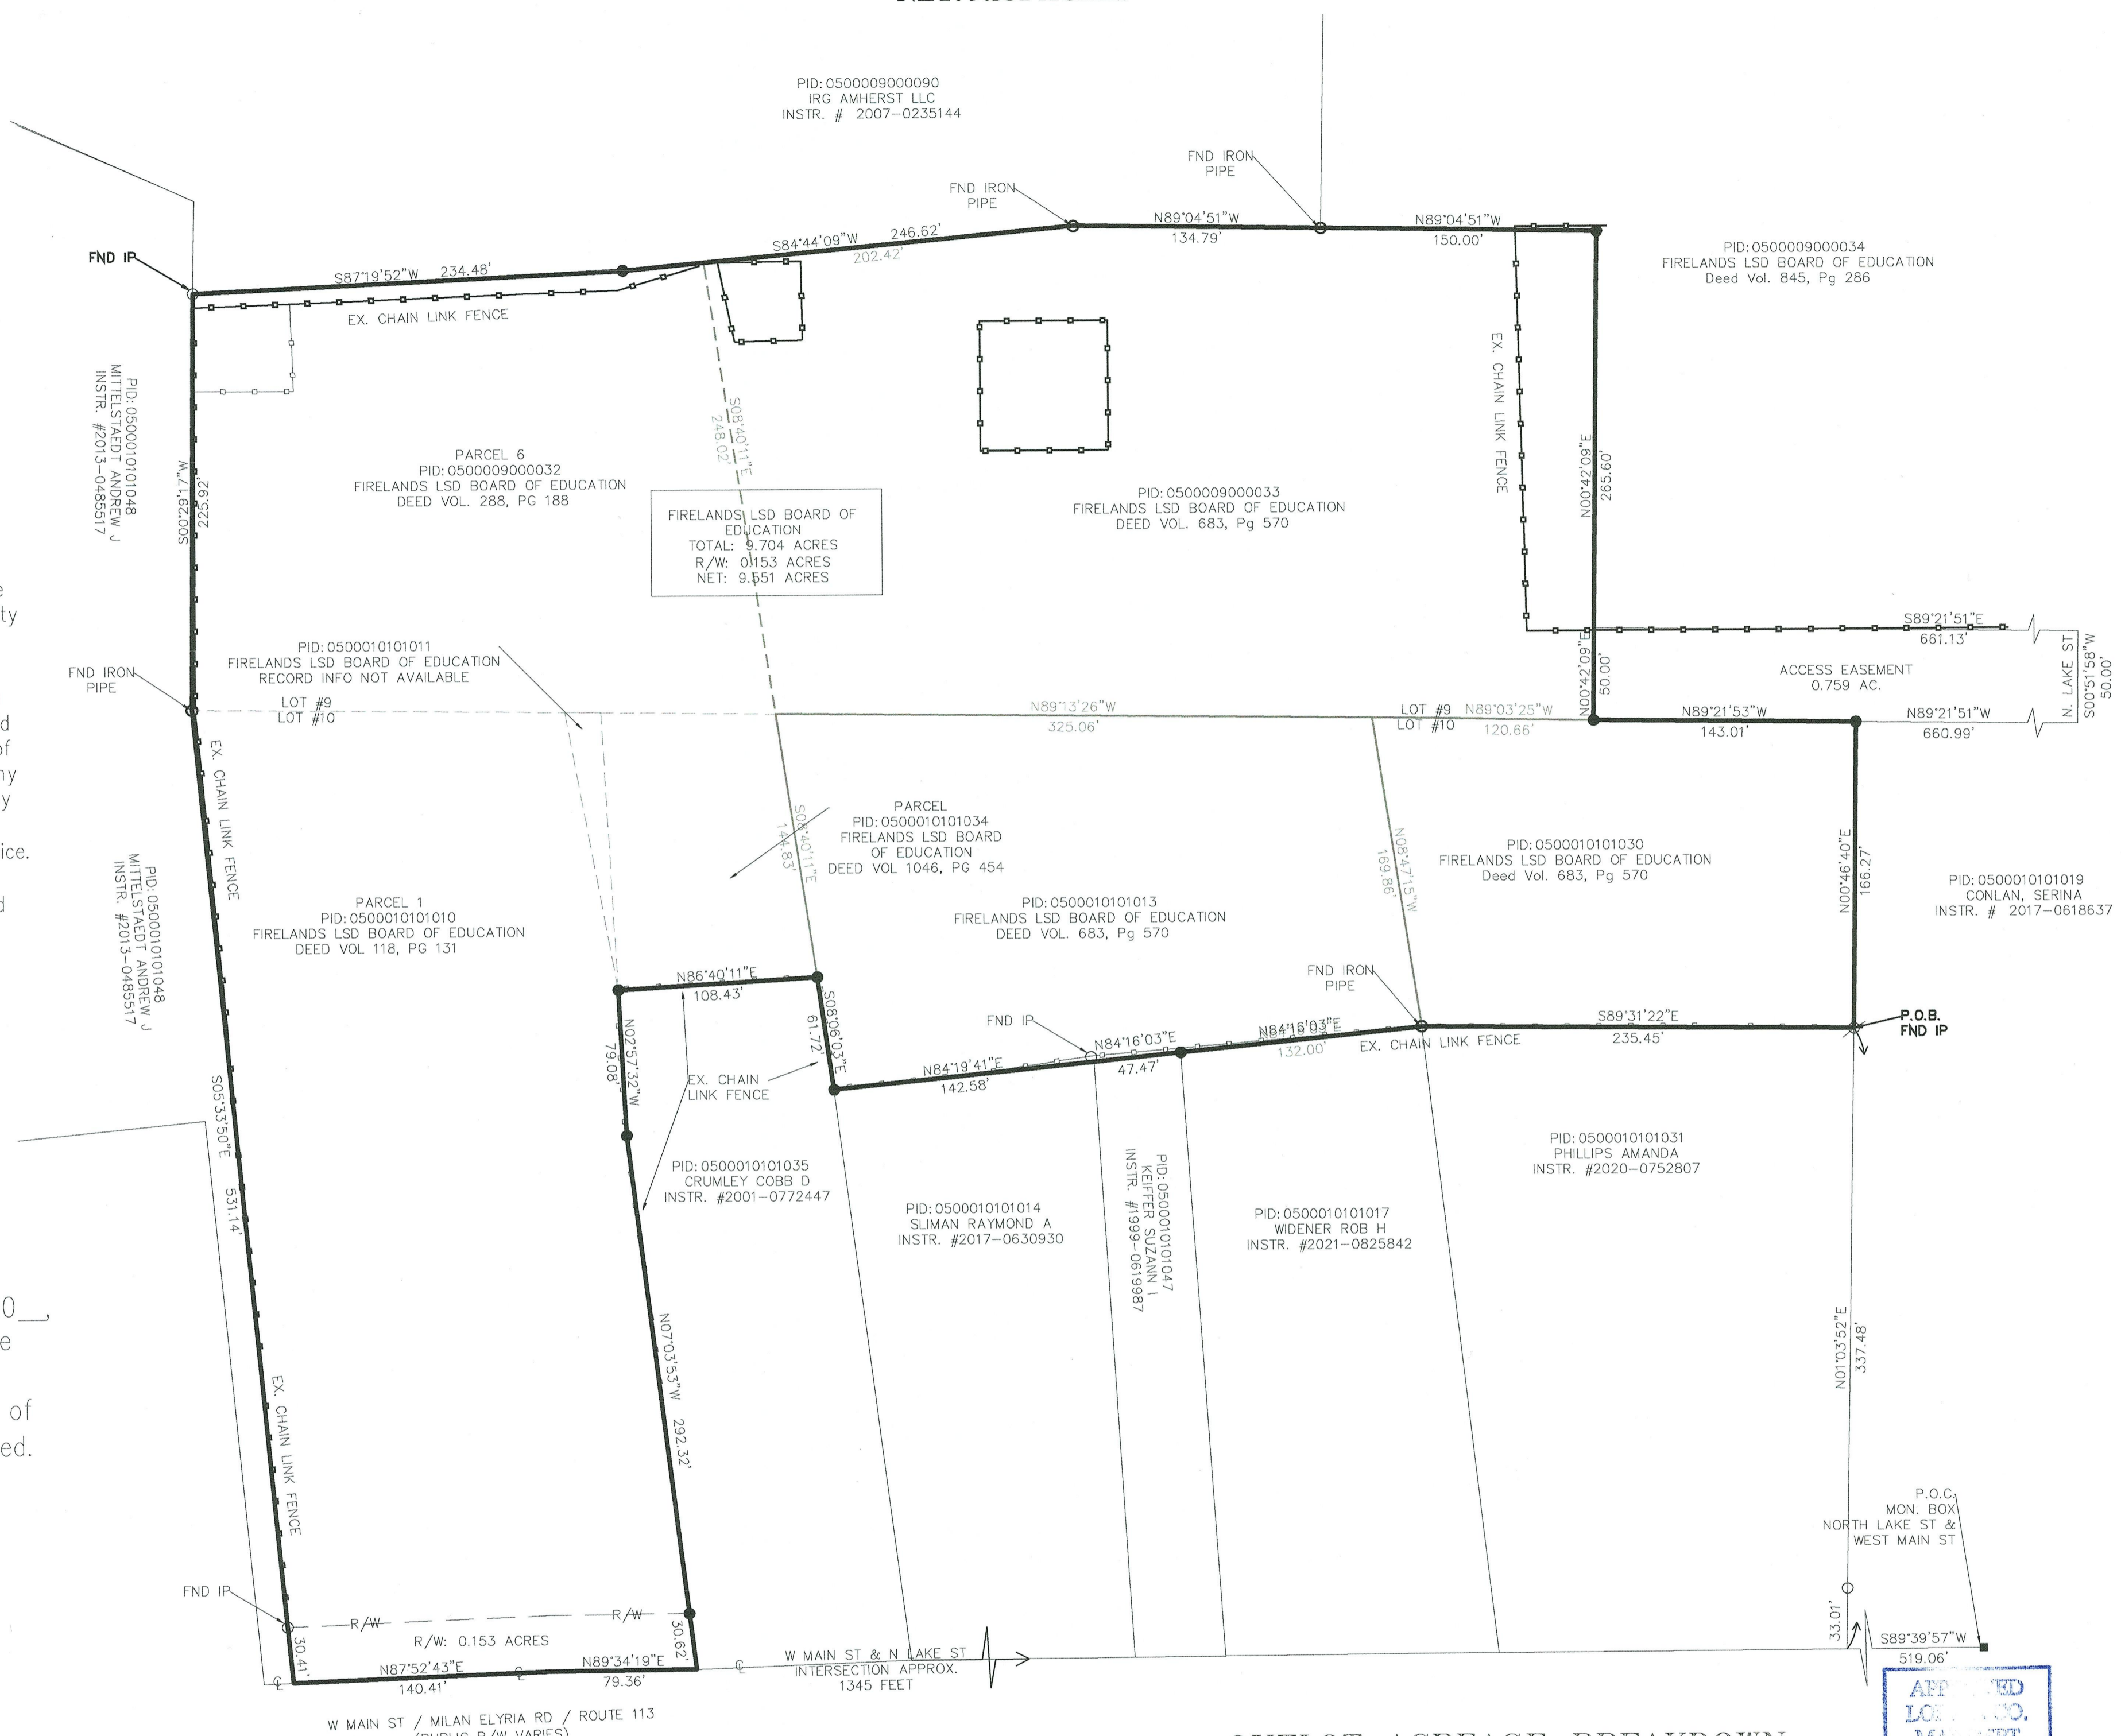 PID: 0500009000090
IRG AMHERST LLC
INSTR. # 2007-0235144
FND IRON
PIPE
FND IRON
PIPE
FND IP
S87°19'52"W 234.48'
S84°44'09"W 246.62'
202.42'
N89°04'51"W
134.79'
N89°04'51"W
150.00'
PID: 0500009000034
FIRELANDS LSD BOARD OF EDUCATION
Deed Vol. 845, Pg 286
EX. CHAIN LINK FENCE
EX. CHAIN LINK FENCE
PID: 0500010101048
MITTELSTAEDT ANDREW J
INSTR. #2013-0485517
225.92'
S08°40'11"E
248.02'
N00°42'09"E
265.60'
PARCEL 6
PID: 0500009000032
FIRELANDS LSD BOARD OF EDUCATION
DEED VOL. 288, PG 188
FIRELANDS LSD BOARD OF
EDUCATION
TOTAL: 9.704 ACRES
R/W: 0.153 ACRES
NET: 9.551 ACRES
PID: 0500009000033
FIRELANDS LSD BOARD OF EDUCATION
DEED VOL. 683, Pg 570
PID: 0500010101011
FIRELANDS LSD BOARD OF EDUCATION
RECORD INFO NOT AVAILABLE
FND IRON
PIPE
LOT #9
LOT #10
N89°13'26"W
325.06'
LOT #9
LOT #10
N89°03'25"W
120.66'
N00°42'09"E
50.00'
S89°21'51"E
661.13'
ACCESS EASEMENT
0.759 AC.
N. LAKE ST
S00°51'58"W
50.00'
N89°21'53"W
143.01'
N89°21'51"W
660.99'
EX. CHAIN LINK FENCE
PARCEL
PID: 0500010101034
FIRELANDS LSD BOARD
OF EDUCATION
DEED VOL 1046, PG 454
S08°40'11"E
144.83'
N08°47'15"W
169.86'
PID: 0500010101030
FIRELANDS LSD BOARD OF EDUCATION
Deed Vol. 683, Pg 570
N00°46'40"E
166.27'
PID: 0500010101019
CONLAN, SERINA
INSTR. # 2017-0618637
PID: 0500010101048
MITTELSTAEDT ANDREW J
INSTR. #2013-0485517
PARCEL 1
PID: 0500010101010
FIRELANDS LSD BOARD OF EDUCATION
DEED VOL 118, PG 131
PID: 0500010101013
FIRELANDS LSD BOARD OF EDUCATION
DEED VOL. 683, Pg 570
N86°40'11"E
108.43'
FND IRON
PIPE
S08°06'03"E
61.72'
FND IP
N84°16'03"E
47.47'
N84°16'03"E
132.00'
N84°19'41"E
142.58'
EX. CHAIN LINK FENCE
S89°31'22"E
235.45'
P.O.B.
FND IP
N02°57'32"W
79.08'
EX. CHAIN
LINK FENCE
S05°33'50"E 531.14'
PID: 0500010101035
CRUMLEY COBB D
INSTR. #2001-0772447
PID: 0500010101014
SLIMAN RAYMOND A
INSTR. #2017-0630930
PID: 0500010101047
KEIFFER SUZANN I
INSTR. #1999-0619987
PID: 0500010101017
WIDENER ROB H
INSTR. #2021-0825842
PID: 0500010101031
PHILLIPS AMANDA
INSTR. #2020-0752807
N07°03'53"W 292.32'
N01°03'52"E
337.48'
EX. CHAIN LINK FENCE
P.O.C.
MON. BOX
NORTH LAKE ST &
WEST MAIN ST
FND IP
R/W
R/W
R/W: 0.153 ACRES
30.41'
30.62'
33.01'
N87°52'43"E
140.41'
N89°34'19"E
79.36'
W MAIN ST & N LAKE ST
INTERSECTION APPROX.
1345 FEET
S89°39'57"W
519.06'
W MAIN ST / MILAN ELYRIA RD / ROUTE 113
(PUBLIC R/W VARIES)
ty
of
ny
y
ice.
0__,
e
of
ed.
ACREAGE BREAKDOWN